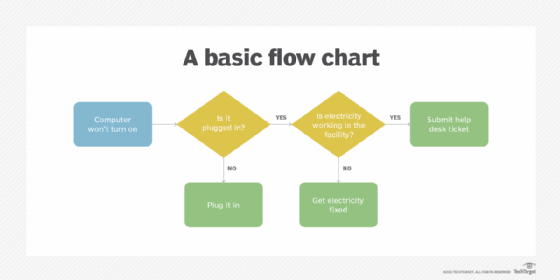 A basic flow chart
Computer
won't turn on
Is it
plugged in?
YES
Is electricity
working in the
facility?
YES
Submit help
desk ticket
NO
NO
Plug it in
Get electricity
fixed
TechTarget